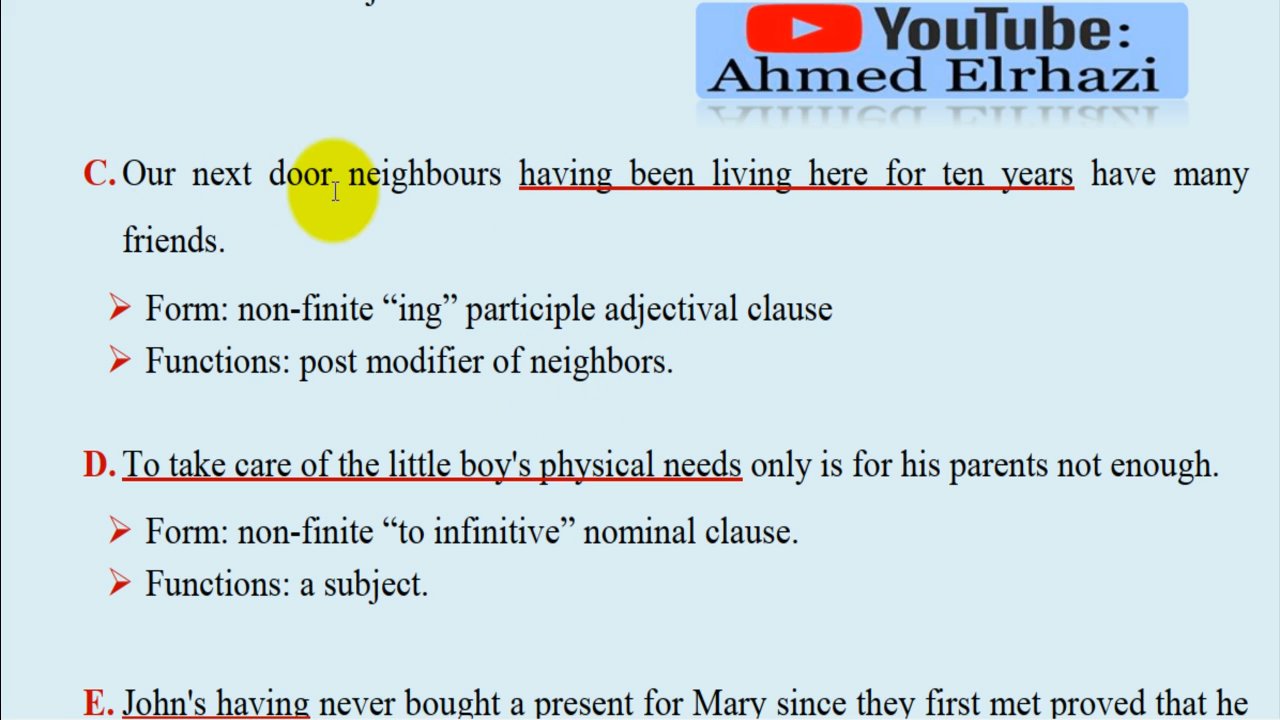 YouTube:
Ahmed Elrhazi
C. Our next door neighbours having been living here for ten years have many
friends.
Form: non-finite “ing” participle adjectival clause
Functions: post modifier of neighbors.
D. To take care of the little boy's physical needs only is for his parents not enough.
Form: non-finite “to infinitive” nominal clause.
Functions: a subject.
E. John's having never bought a present for Mary since they first met proved that he